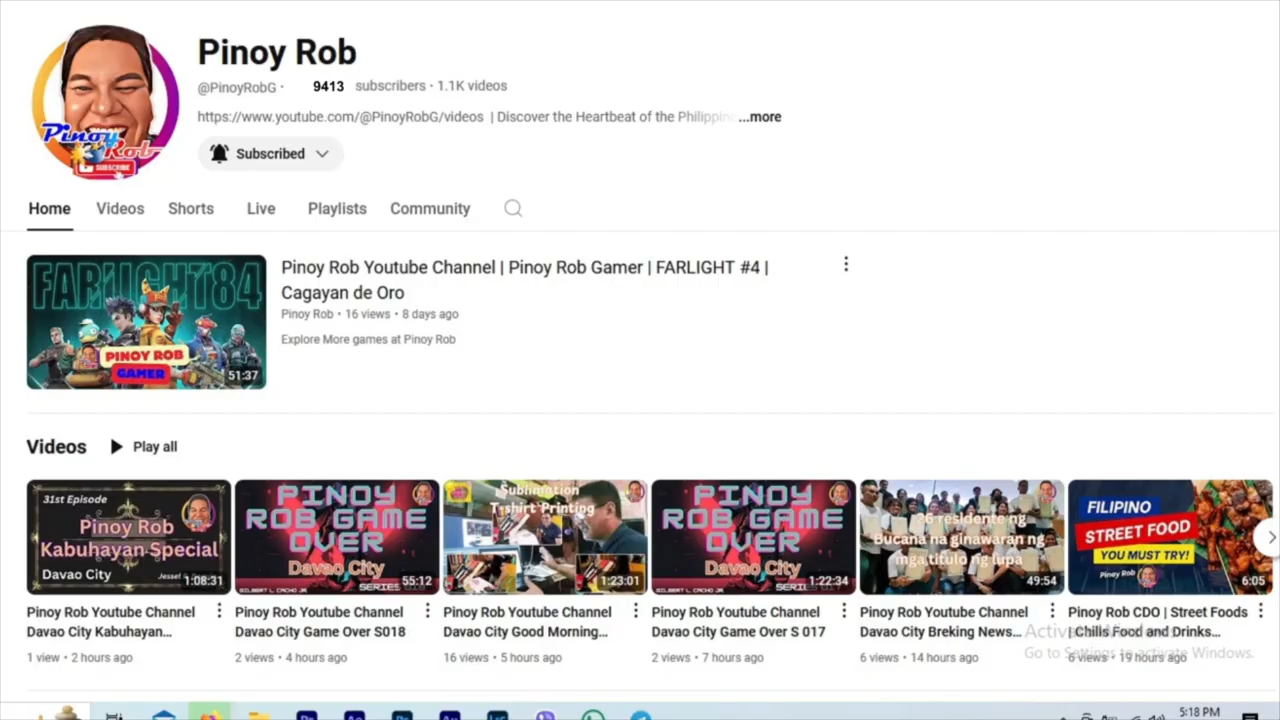 Pinoy Rob
@PinoyRobG · 9413 subscribers · 1.1K videos
https://www.youtube.com/@PinoyRobG/videos | Discover the Heartbeat of the Philippin ...more
Subscribed
Pinoy Rob
SUBSCRIBE
Home Videos Shorts Live Playlists Community
FARLIGHT84
PINOY ROB
GAMER
51:37
Pinoy Rob Youtube Channel | Pinoy Rob Gamer | FARLIGHT #4 |
Cagayan de Oro
Pinoy Rob · 16 views · 8 days ago
Explore More games at Pinoy Rob
Videos Play all
31st Episode
Pinoy Rob
Kabuhayan Special
Davao City
1:08:31
PINOY
ROB GAME
OVER
Davao City
SERIES
GILBERT L. CACHO JR.
55:12
Sublimation
T-shirt Printing
1:23:01
PINOY
ROB GAME
OVER
Davao City
SERIES
GILBERT L. CACHO JR.
1:22:34
26 residente ng
Bucana na ginawaran ng
mga titulo ng lupa
49:54
FILIPINO
STREET FOOD
YOU MUST TRY!
Pinoy Rob
6:05
Pinoy Rob Youtube Channel
Davao City Kabuhayan...
1 view · 2 hours ago
Pinoy Rob Youtube Channel
Davao City Game Over S018
2 views · 4 hours ago
Pinoy Rob Youtube Channel
Davao City Good Morning...
16 views · 5 hours ago
Pinoy Rob Youtube Channel
Davao City Game Over S 017
2 views · 7 hours ago
Pinoy Rob Youtube Channel
Davao City Breking News...
6 views · 14 hours ago
Pinoy Rob CDO | Street Foods
| Chills Food and Drinks...
6 views · 19 hours ago
Activate Windows
Go to Settings to activate Windows.
5:18 PM